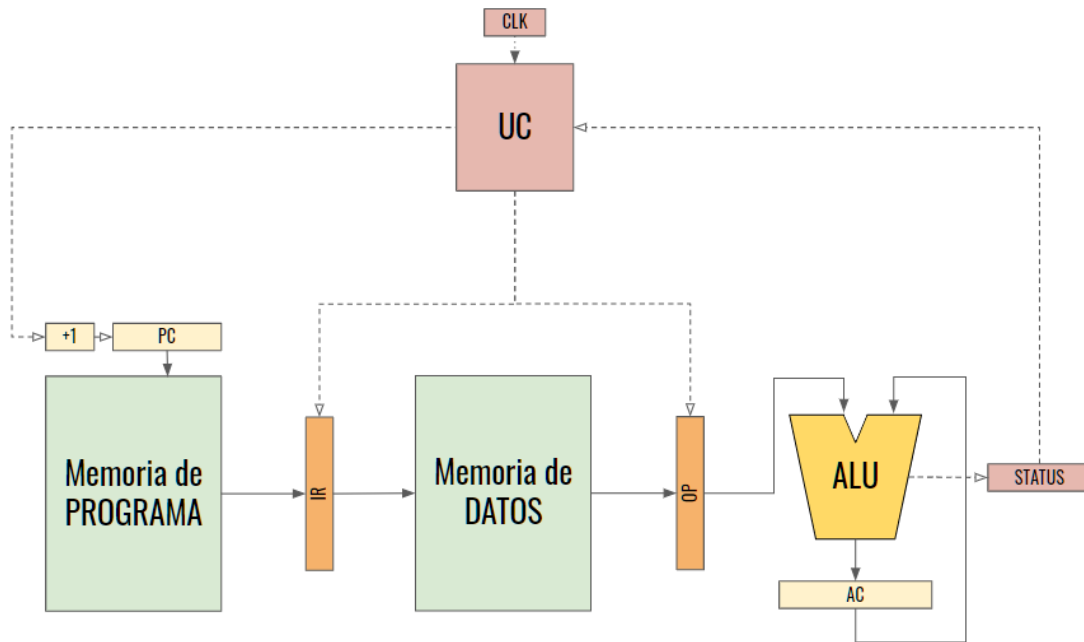 CLK
UC
+1
PC
Memoria de
PROGRAMA
IR
Memoria de
DATOS
OP
ALU
STATUS
AC